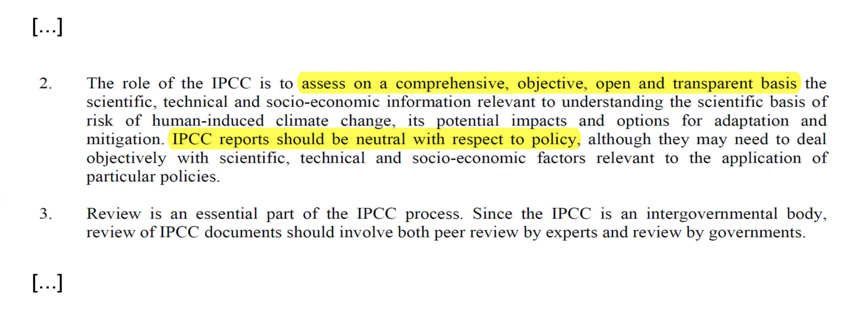 [...]
2. The role of the IPCC is to assess on a comprehensive, objective, open and transparent basis the
scientific, technical and socio-economic information relevant to understanding the scientific basis of
risk of human-induced climate change, its potential impacts and options for adaptation and
mitigation. IPCC reports should be neutral with respect to policy, although they may need to deal
objectively with scientific, technical and socio-economic factors relevant to the application of
particular policies.
3. Review is an essential part of the IPCC process. Since the IPCC is an intergovernmental body,
review of IPCC documents should involve both peer review by experts and review by governments.
[...]